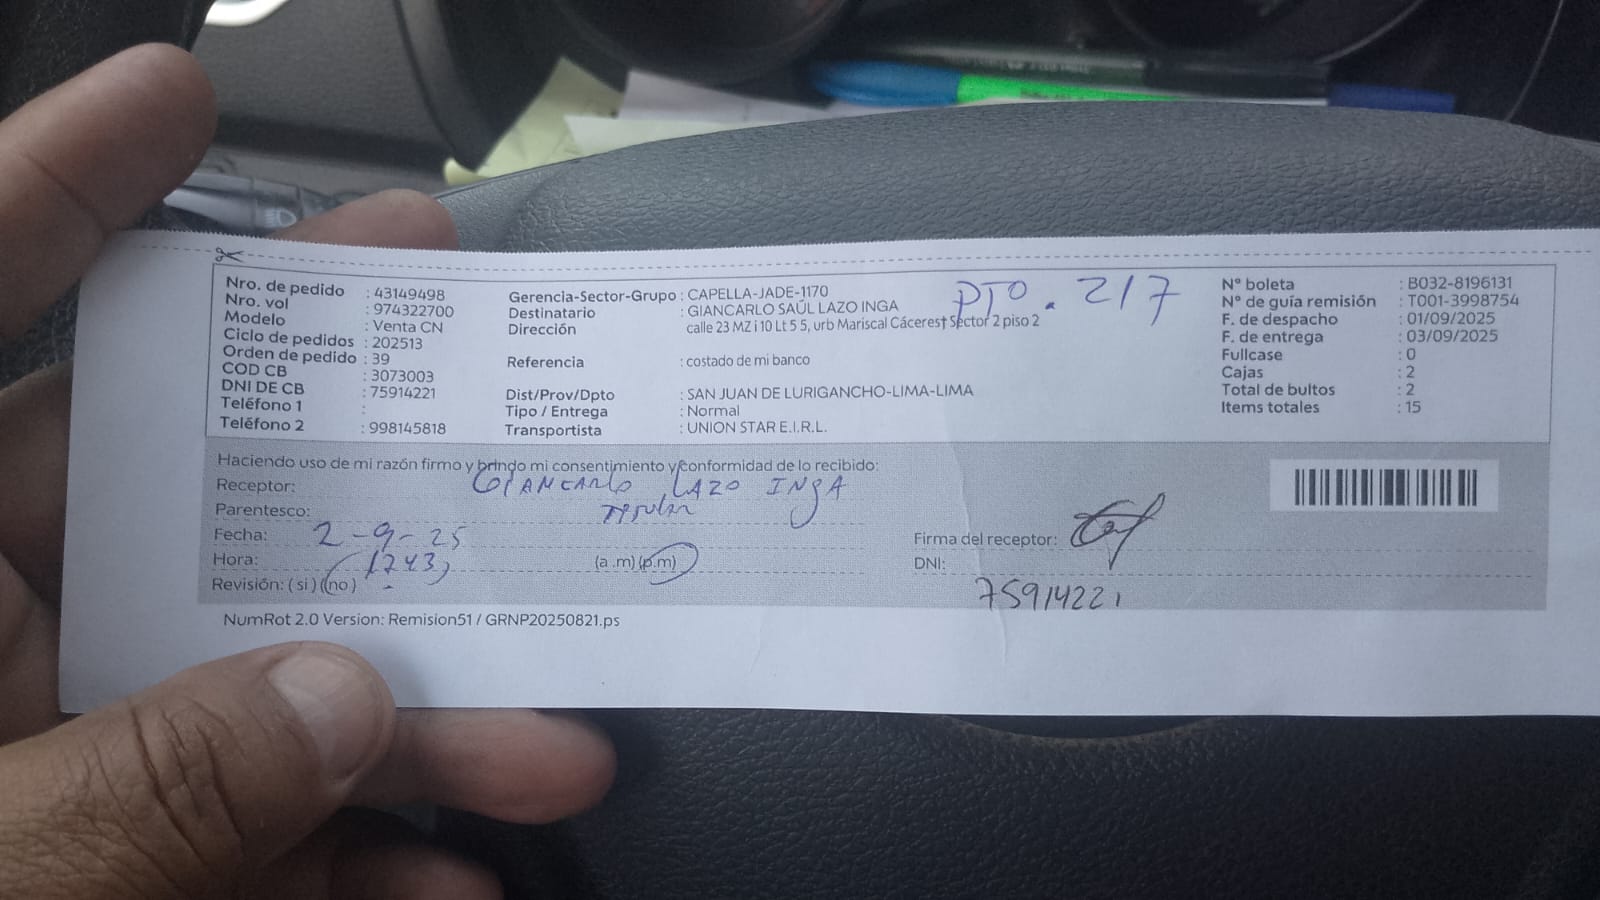 Nro. de pedido : 43149498
Nro. vol : 974322700
Modelo : Venta CN
Ciclo de pedidos : 202513
Orden de pedido : 39
COD CB : 3073003
DNI DE CB : 75914221
Teléfono 1 :
Teléfono 2 : 998145818
Gerencia-Sector-Grupo : CAPELLA-JADE-1170
Destinatario : GIANCARLO SAÚL LAZO INGA
Dirección calle 23 MZ i 10 Lt 5 5, urb Mariscal Cáceres† Sector 2 piso 2
Referencia : costado de mi banco
Dist/Prov/Dpto : SAN JUAN DE LURIGANCHO-LIMA-LIMA
Tipo / Entrega : Normal
Transportista : UNION STAR E.I.R.L.
PTO. 217
N° boleta : B032-8196131
N° de guía remisión : T001-3998754
F. de despacho : 01/09/2025
F. de entrega : 03/09/2025
Fullcase : 0
Cajas : 2
Total de bultos : 2
Items totales : 15
Haciendo uso de mi razón firmo y brindo mi consentimiento y conformidad de lo recibido:
Receptor: GIANCARLO LAZO INGA
Parentesco:
Fecha: 2-9-25
Hora: 1743 (a .m) (p.m)
Revisión: ( si ) (no)
Firma del receptor:
DNI: 75914221
NumRot 2.0 Version: Remision51 / GRNP20250821.ps